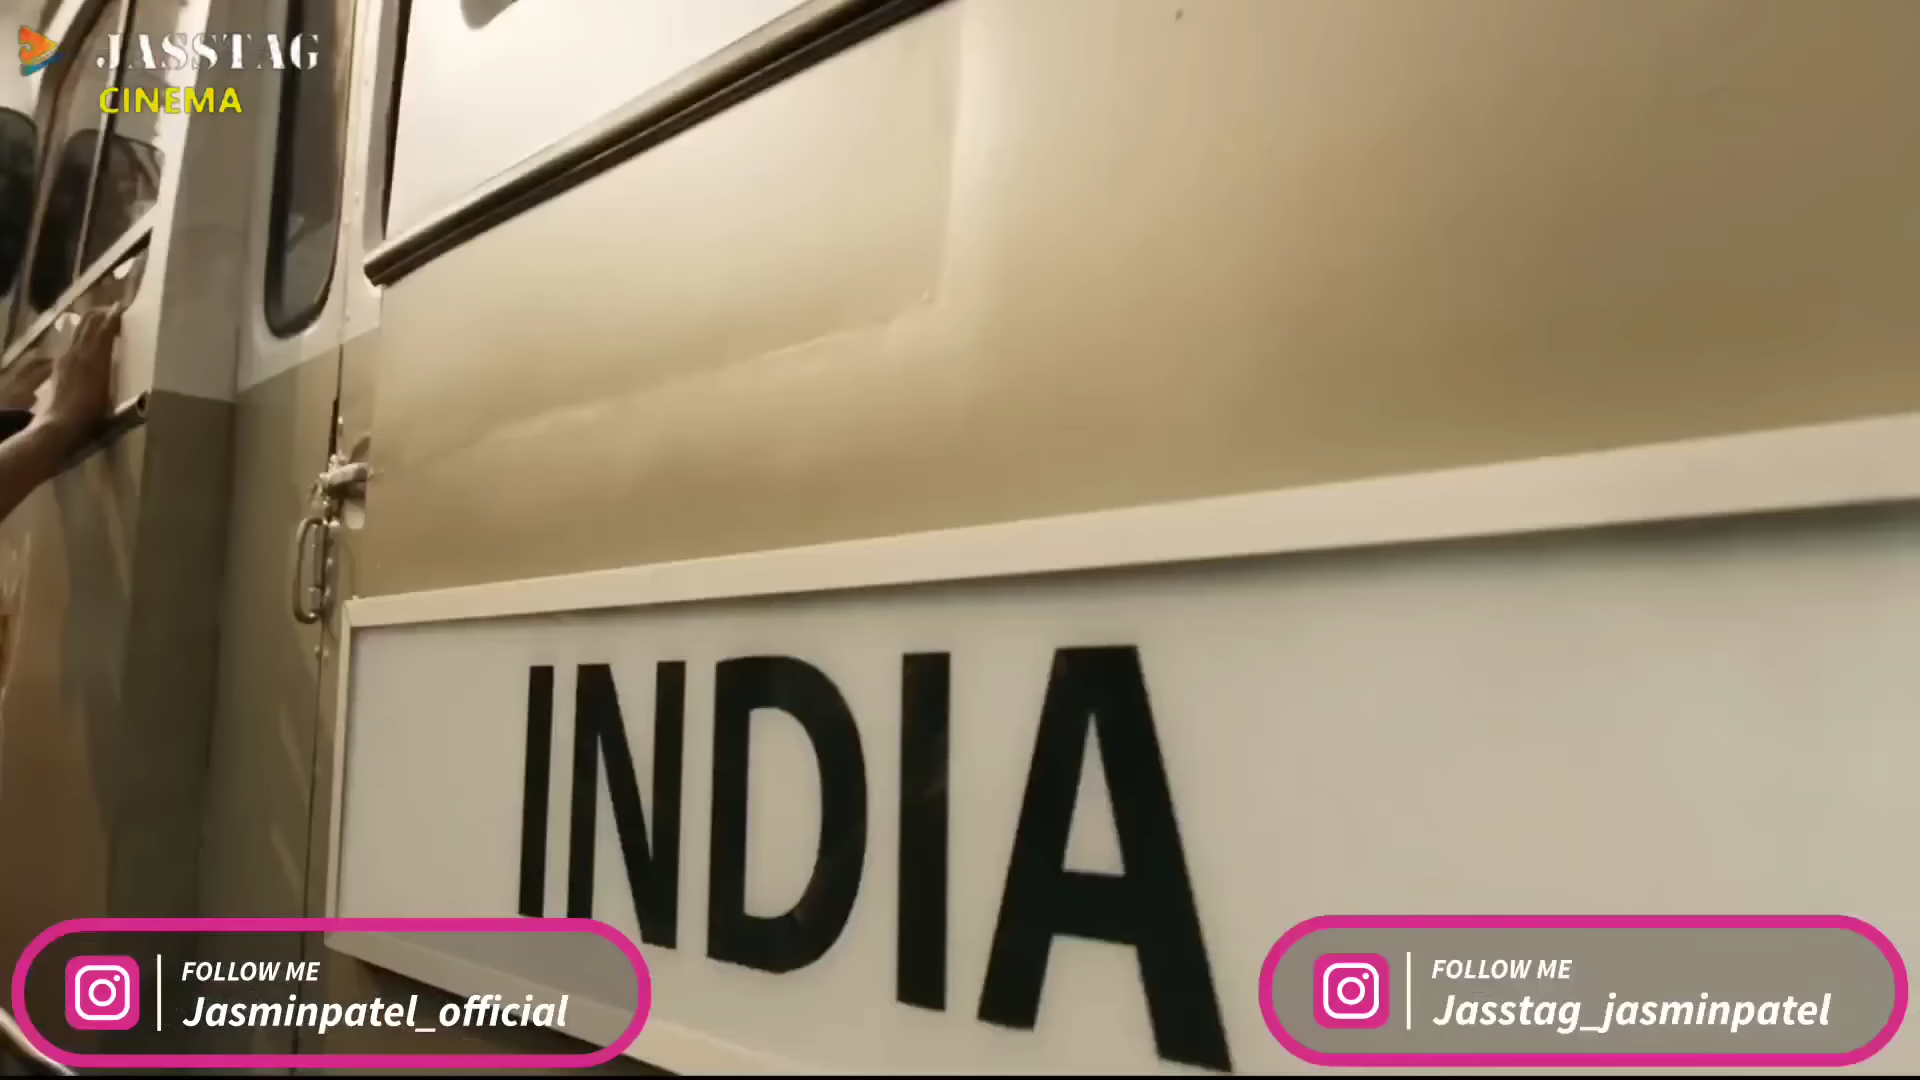 JASSTAG
CINEMA
INDIA
FOLLOW ME
Jasminpatel_official
FOLLOW ME
Jasstag_jasminpatel